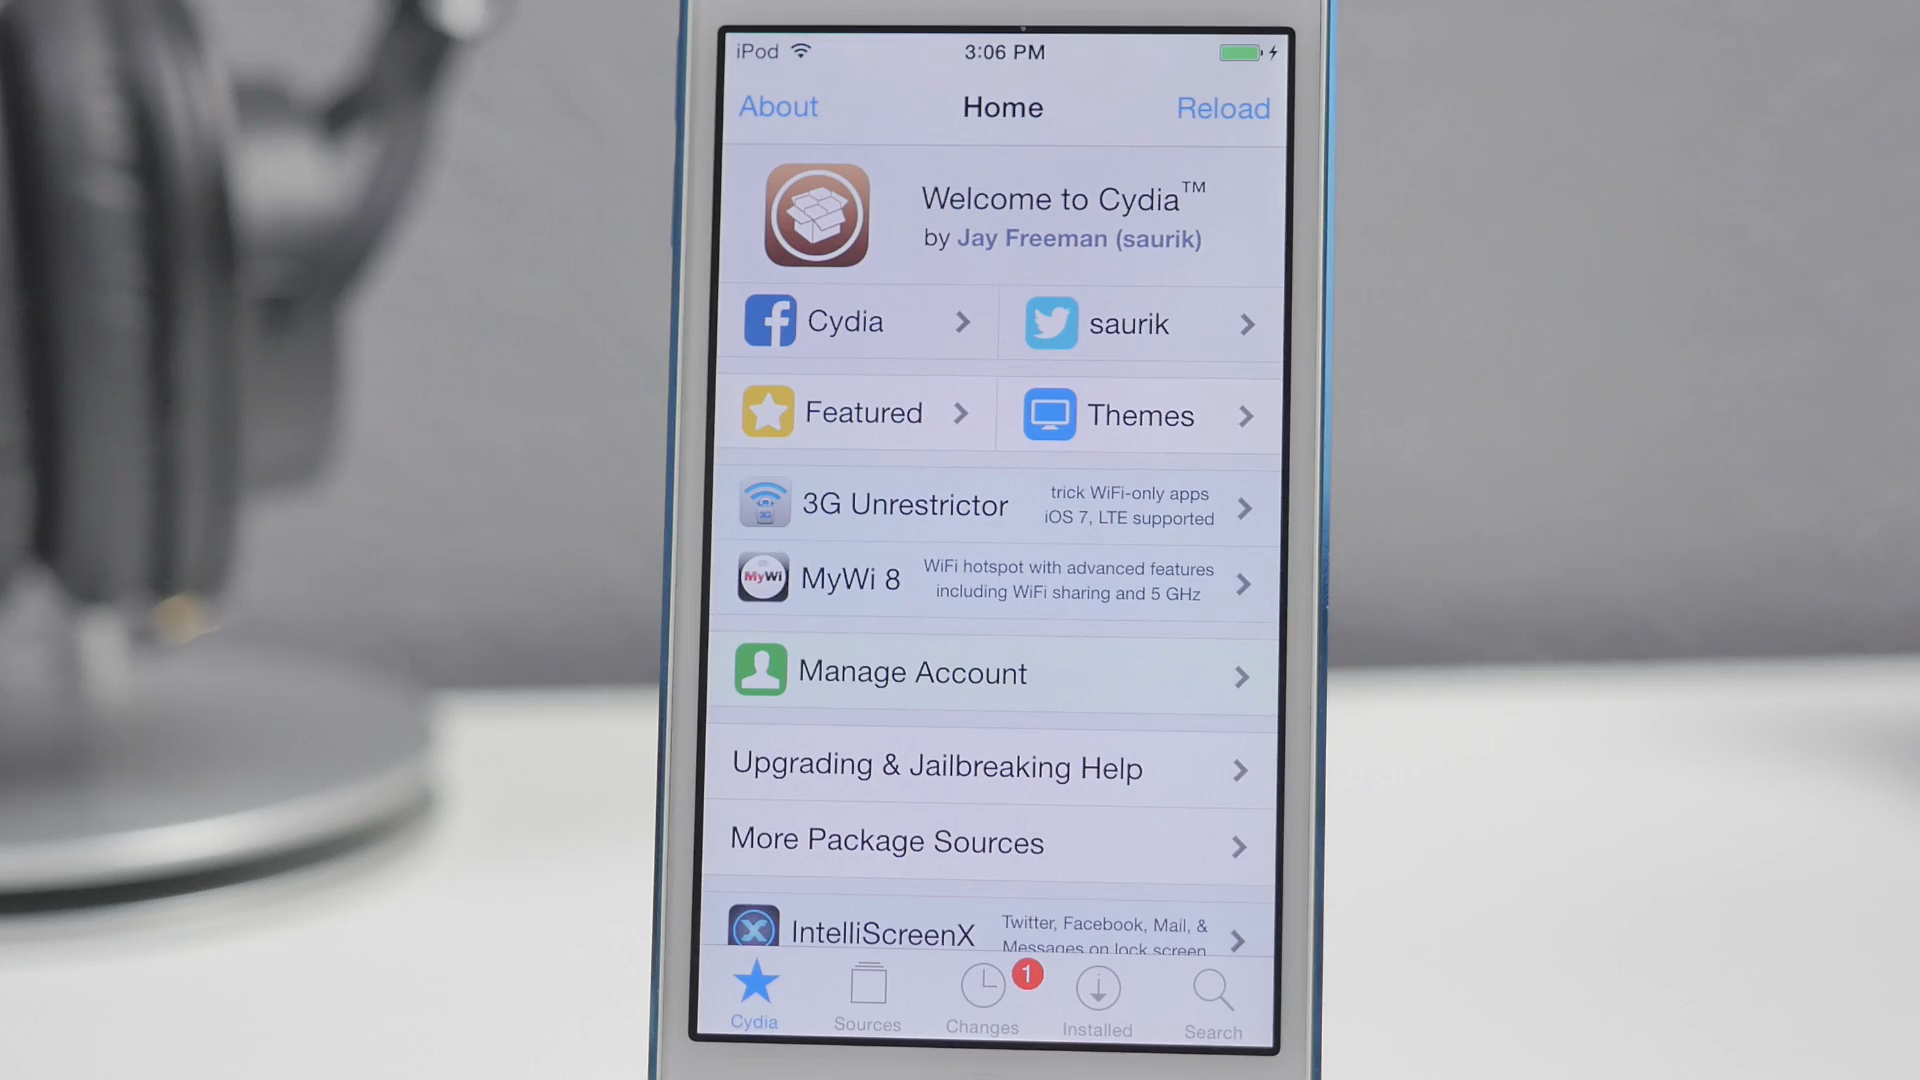 iPod 3:06 PM
About Home Reload
Welcome to Cydia™
by Jay Freeman (saurik)
Cydia saurik
Featured Themes
3G Unrestrictor
trick WiFi-only apps
iOS 7, LTE supported
MyWi
MyWi 8
WiFi hotspot with advanced features
including WiFi sharing and 5 GHz
Manage Account
Upgrading & Jailbreaking Help
More Package Sources
IntelliScreenX
Twitter, Facebook, Mail, &
Messages on lock screen
1
Cydia Sources Changes Installed Search